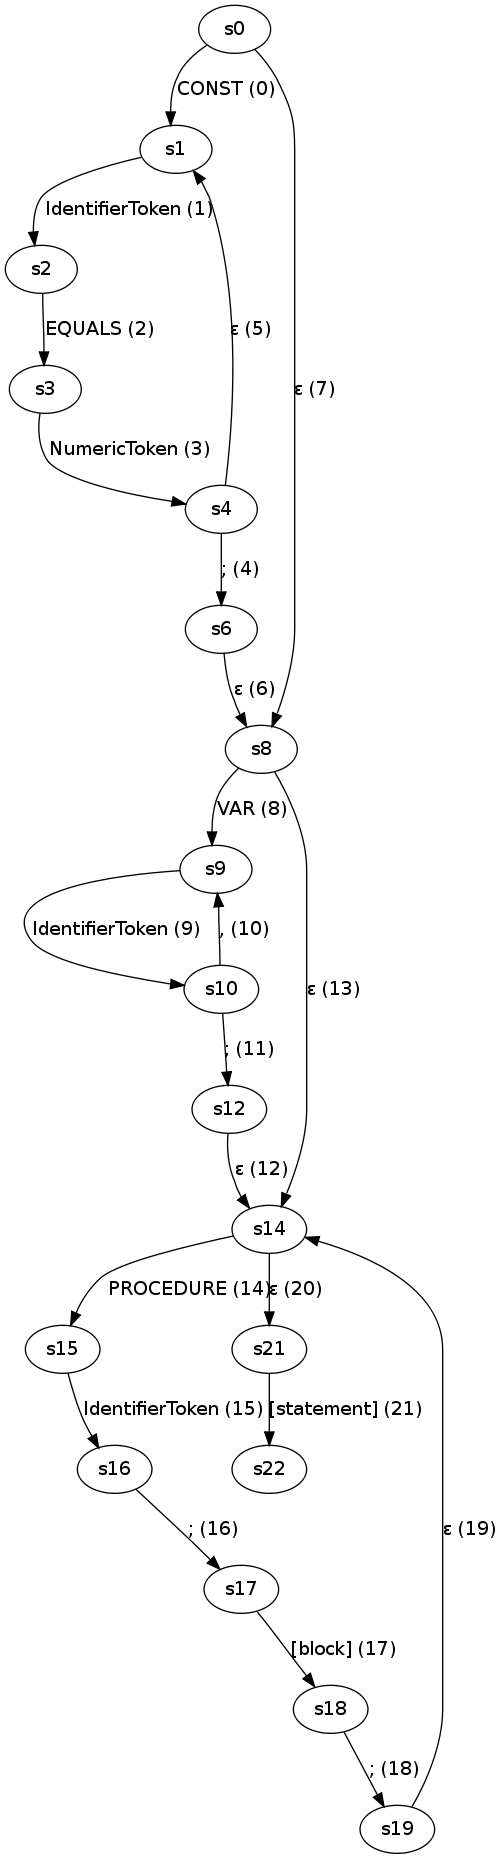 s0
CONST (0)
s1
IdentifierToken (1)
s2
EQUALS (2)
ε (5)
s3
ε (7)
NumericToken (3)
s4
; (4)
s6
ε (6)
s8
VAR (8)
s9
IdentifierToken (9)
, (10)
s10
ε (13)
; (11)
s12
ε (12)
s14
PROCEDURE (14)
ε (20)
s15
s21
IdentifierToken (15)
[statement] (21)
s16
s22
; (16)
ε (19)
s17
[block] (17)
s18
; (18)
s19